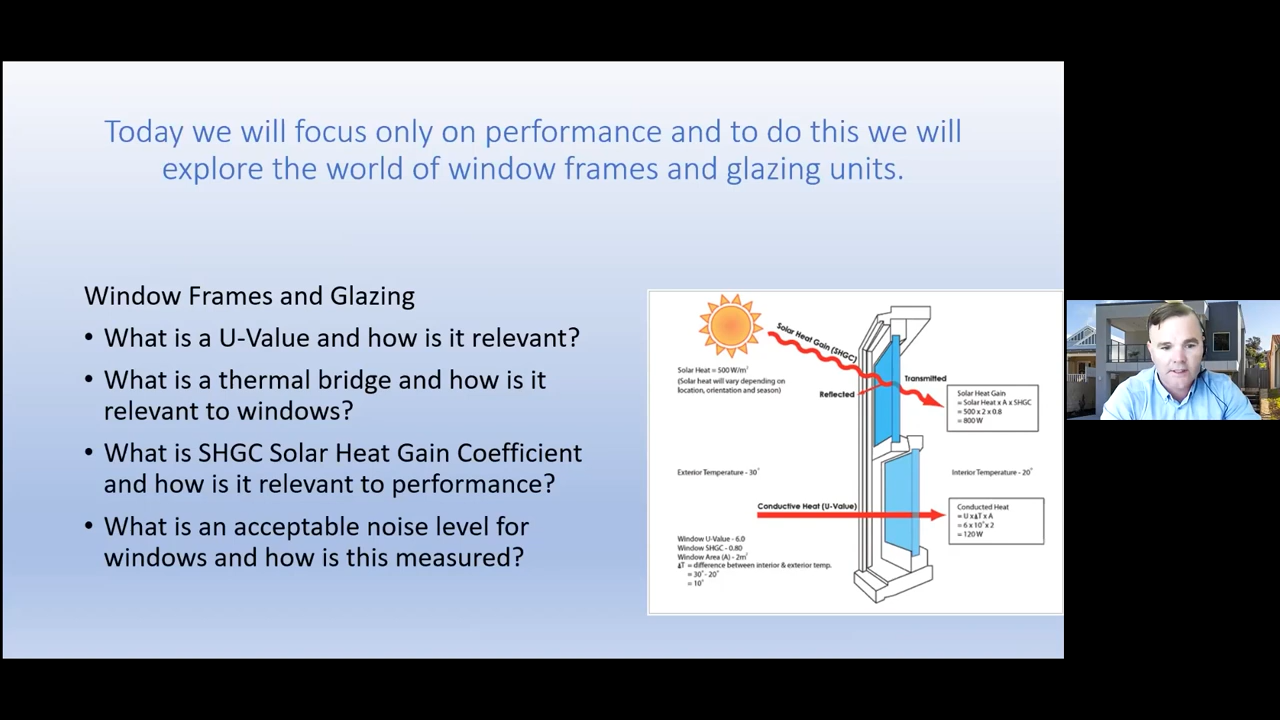 Today we will focus only on performance and to do this we will
explore the world of window frames and glazing units.
Window Frames and Glazing
• What is a U-Value and how is it relevant?
• What is a thermal bridge and how is it
relevant to windows?
• What is SHGC Solar Heat Gain Coefficient
and how is it relevant to performance?
• What is an acceptable noise level for
windows and how is this measured?
Solar Heat Gain (SHGC)
Solar Heat = 500 W/m²
(Solar heat will vary depending on
location, orientation and season)
Reflected
Transmitted
Solar Heat Gain
= Solar Heat x A x SHGC
= 500 x 2 x 0.8
= 800 W
Exterior Temperature - 30°
Interior Temperature - 20°
Conductive Heat (U-Value)
Conducted Heat
= U x ΔT x A
= 6 x 10° x 2
= 120 W
Window U-Value - 6.0
Window SHGC - 0.80
Window Area (A) - 2m²
ΔT = difference between interior & exterior temp.
= 30° - 20°
= 10°